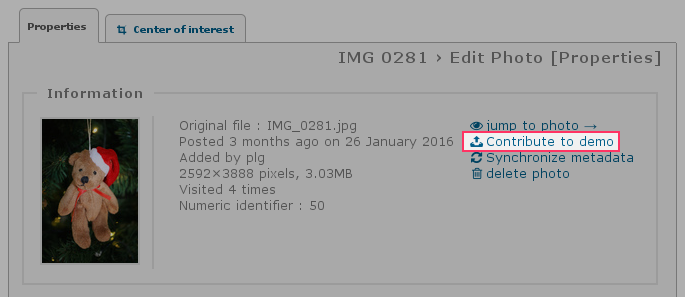 Properties
Center of interest
IMG 0281 › Edit Photo [Properties]
Information
Original file : IMG_0281.jpg
Posted 3 months ago on 26 January 2016
Added by plg
2592×3888 pixels, 3.03MB
Visited 4 times
Numeric identifier : 50
jump to photo →
Contribute to demo
Synchronize metadata
delete photo